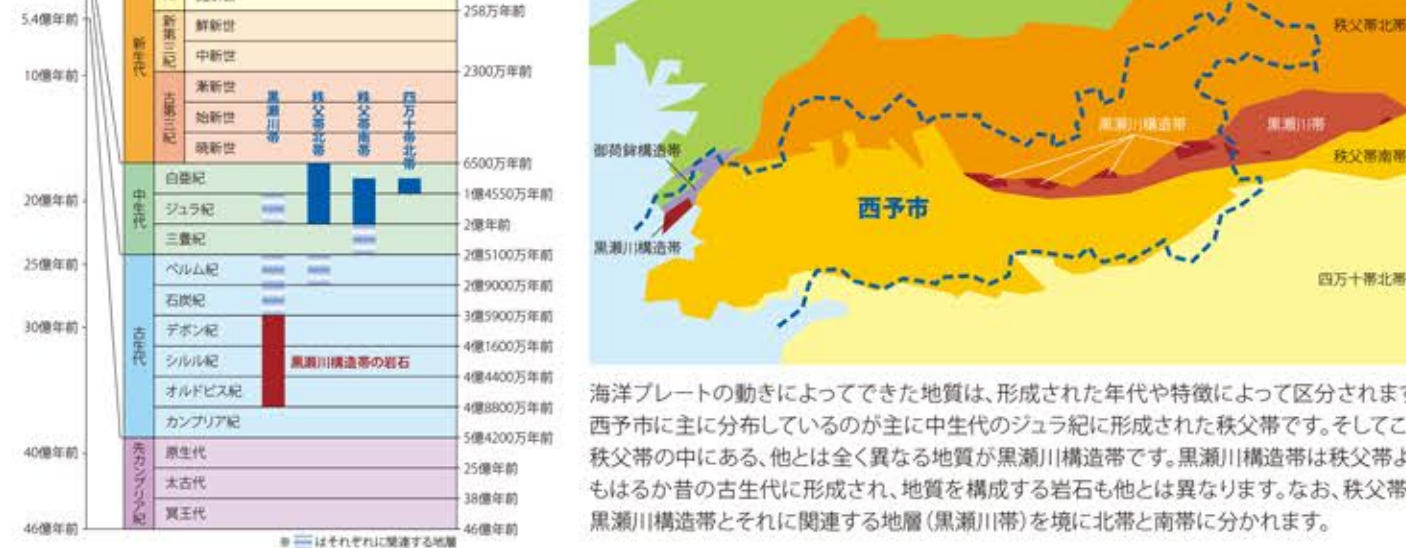 5.4億年前
10億年前
20億年前
25億年前
30億年前
40億年前
46億年前
新生代
中生代
古生代
先カンブリア紀
新第三紀
古第三紀
鮮新世
中新世
漸新世
始新世
暁新世
白亜紀
ジュラ紀
三畳紀
ペルム紀
石炭紀
デボン紀
シルル紀
オルドビス紀
カンブリア紀
原生代
太古代
冥王代
258万年前
2300万年前
6500万年前
1億4550万年前
2億年前
2億5100万年前
2億9000万年前
3億5900万年前
4億1600万年前
4億4400万年前
4億8800万年前
5億4200万年前
25億年前
38億年前
46億年前
黒瀬川帯
秩父帯北帯
秩父帯南帯
四万十帯北帯
黒瀬川構造帯の岩石
※ はそれぞれに関連する地層
秩父帯北帯
黒瀬川構造帯
黒瀬川帯
御荷鉾構造帯
秩父帯南帯
西予市
黒瀬川構造帯
四万十帯北帯
海洋プレートの動きによってできた地質は、形成された年代や特徴によって区分されます
西予市に主に分布しているのが主に中生代のジュラ紀に形成された秩父帯です。そしてこ
秩父帯の中にある、他とは全く異なる地質が黒瀬川構造帯です。黒瀬川構造帯は秩父帯よ
もはるか昔の古生代に形成され、地質を構成する岩石も他とは異なります。なお、秩父帯
黒瀬川構造帯とそれに関連する地層（黒瀬川帯）を境に北帯と南帯に分かれます。